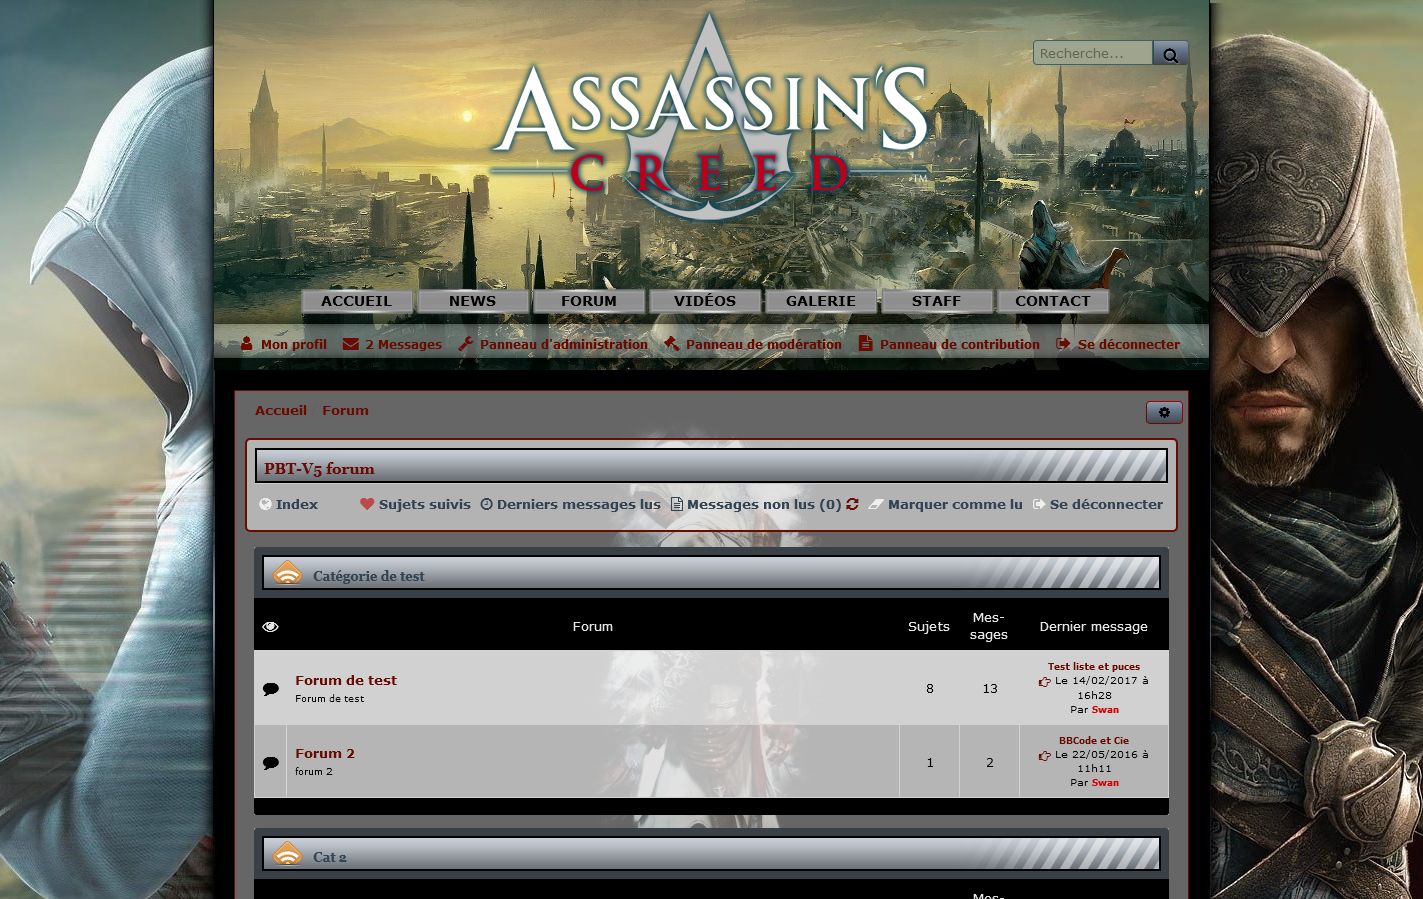 Recherche...
ASSASSIN'S
CREED™
ACCUEIL NEWS FORUM VIDÉOS GALERIE STAFF CONTACT
Mon profil 2 Messages Panneau d'administration Panneau de modération Panneau de contribution Se déconnecter
Accueil Forum
PBT-V5 forum
Index Sujets suivis Derniers messages lus Messages non lus (0) Marquer comme lu Se déconnecter
Catégorie de test
Forum Sujets Mes-
sages Dernier message
Forum de test
Forum de test
8 13
Test liste et puces
Le 14/02/2017 à
16h28
Par Swan
Forum 2
forum 2
1 2
BBCode et Cie
Le 22/05/2016 à
11h11
Par Swan
Cat 2
Mes-